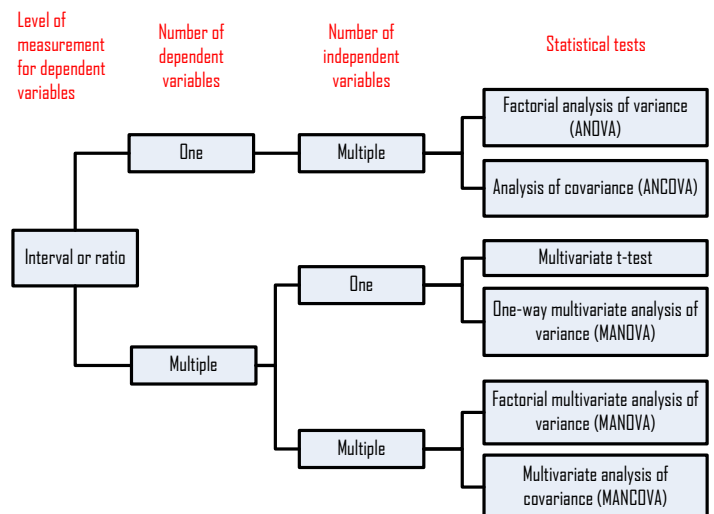 Level of
measurement
for dependent
variables
Number of
dependent
variables
Number of
independent
variables
Statistical tests
Factorial analysis of variance
(ANOVA)
One
Multiple
Analysis of covariance (ANCOVA)
Interval or ratio
Multivariate t-test
One
One-way multivariate analysis of
variance (MANOVA)
Multiple
Factorial multivariate analysis of
variance (MANOVA)
Multiple
Multivariate analysis of
covariance (MANCOVA)